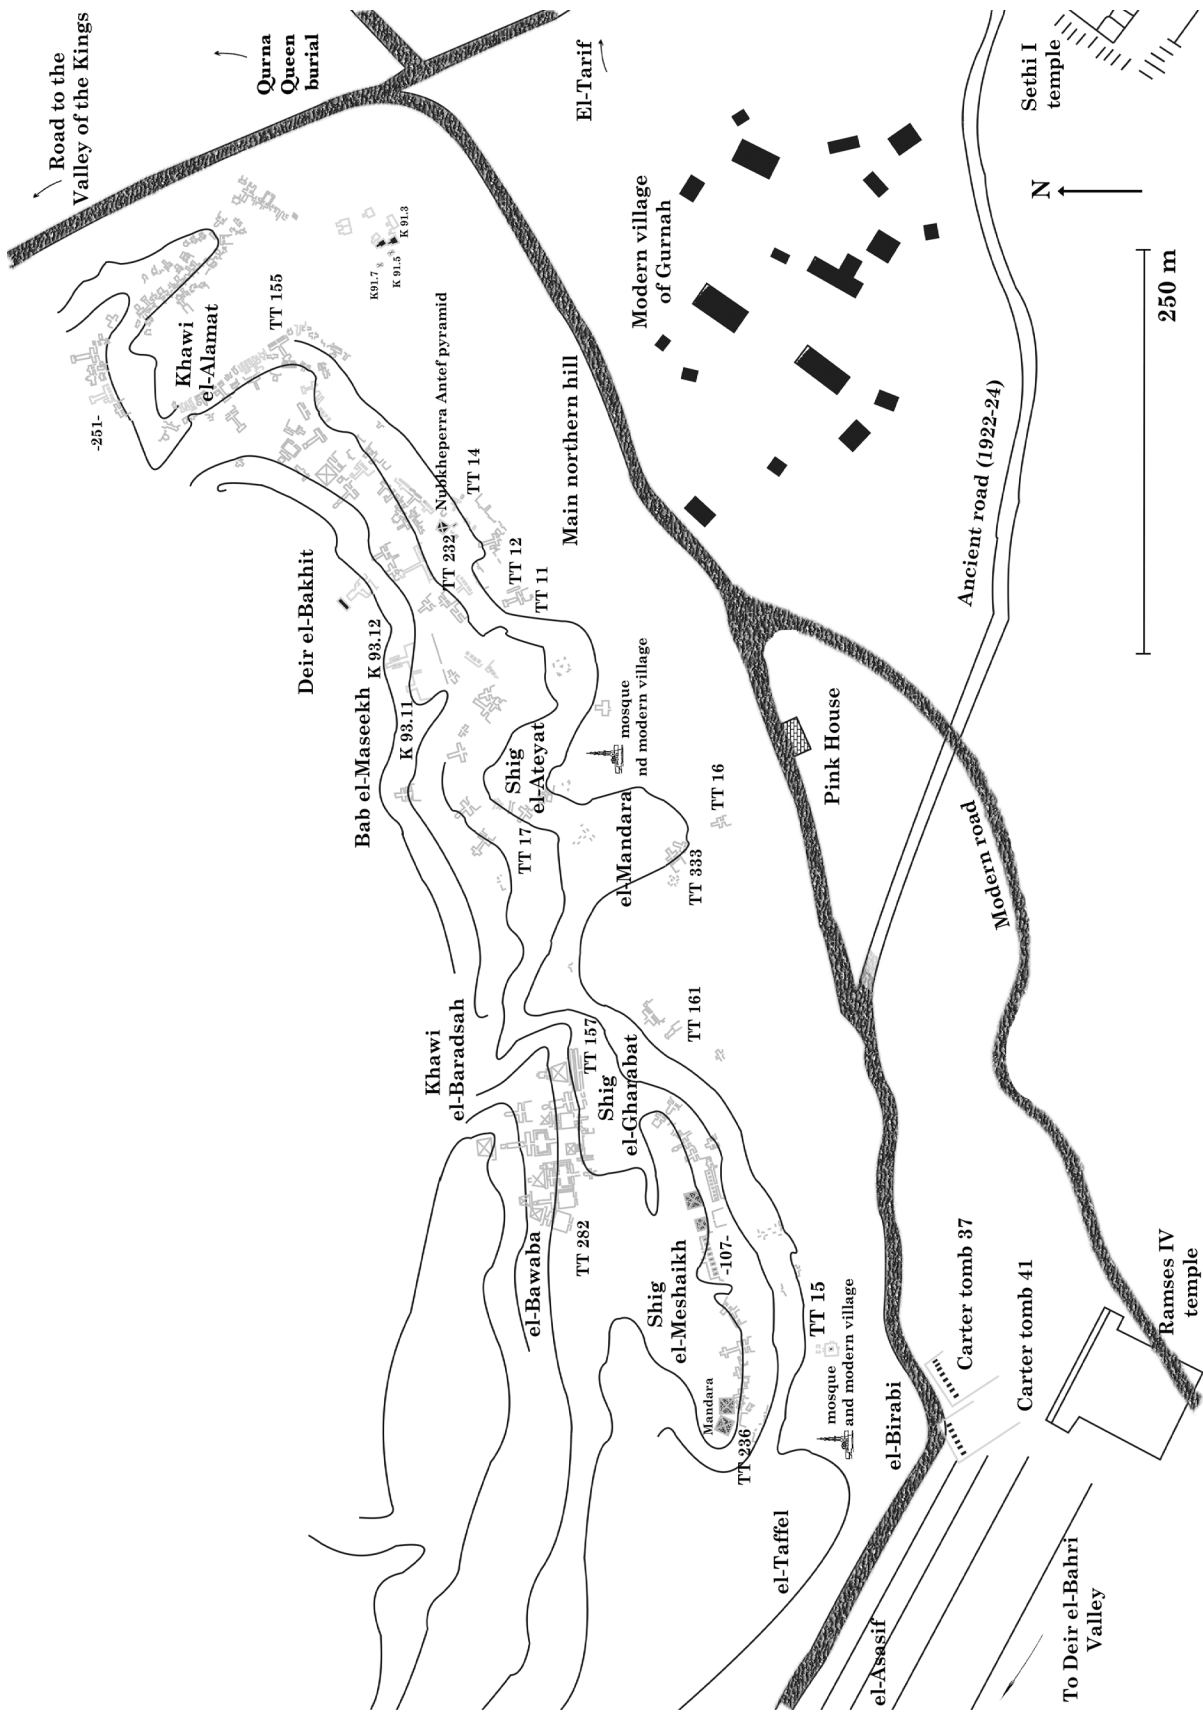 Road to the
Valley of the Kings
Qurna
Queen
burial
El-Tarif
Sethi I
temple
N
250 m
Modern village
of Gurnah
K 91.3
K 91.5
K91.7
TT 155
Khawi
el-Alamat
-251-
Nubkheperra Antef pyramid
TT 14
Main northern hill
Ancient road (1922-24)
TT 232
TT 12
TT 11
Deir el-Bakhit
K 93.12
K 93.11
Bab el-Maseekh
Shig
el-Ateyat
mosque
nd modern village
Pink House
TT 16
TT 17
el-Mandara
TT 333
Modern road
Khawi
el-Baradsah
TT 157
TT 161
Shig
el-Gharabat
el-Bawaba
TT 282
Shig
el-Meshaikh
-107-
TT 15
mosque
and modern village
Mandara
TT 236
Carter tomb 37
Carter tomb 41
Ramses IV
temple
el-Birabi
el-Taffel
el-Asasif
To Deir el-Bahri
Valley